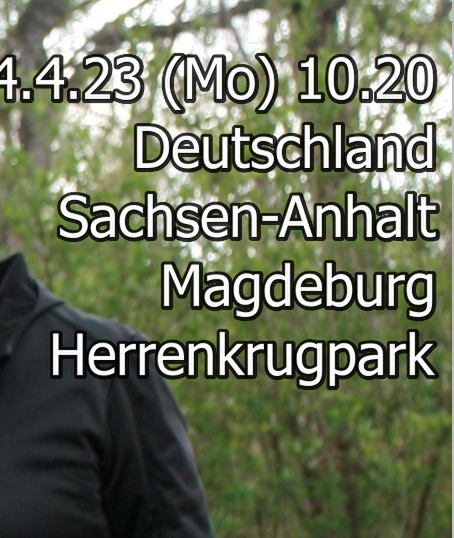 4.4.23 (Mo) 10.20
Deutschland
Sachsen-Anhalt
Magdeburg
Herrenkrugpark